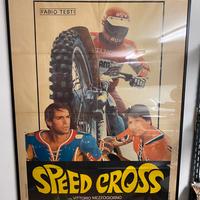 FABIO TESTI
SPEED CROSS
VITTORIO MEZZOGIORNO